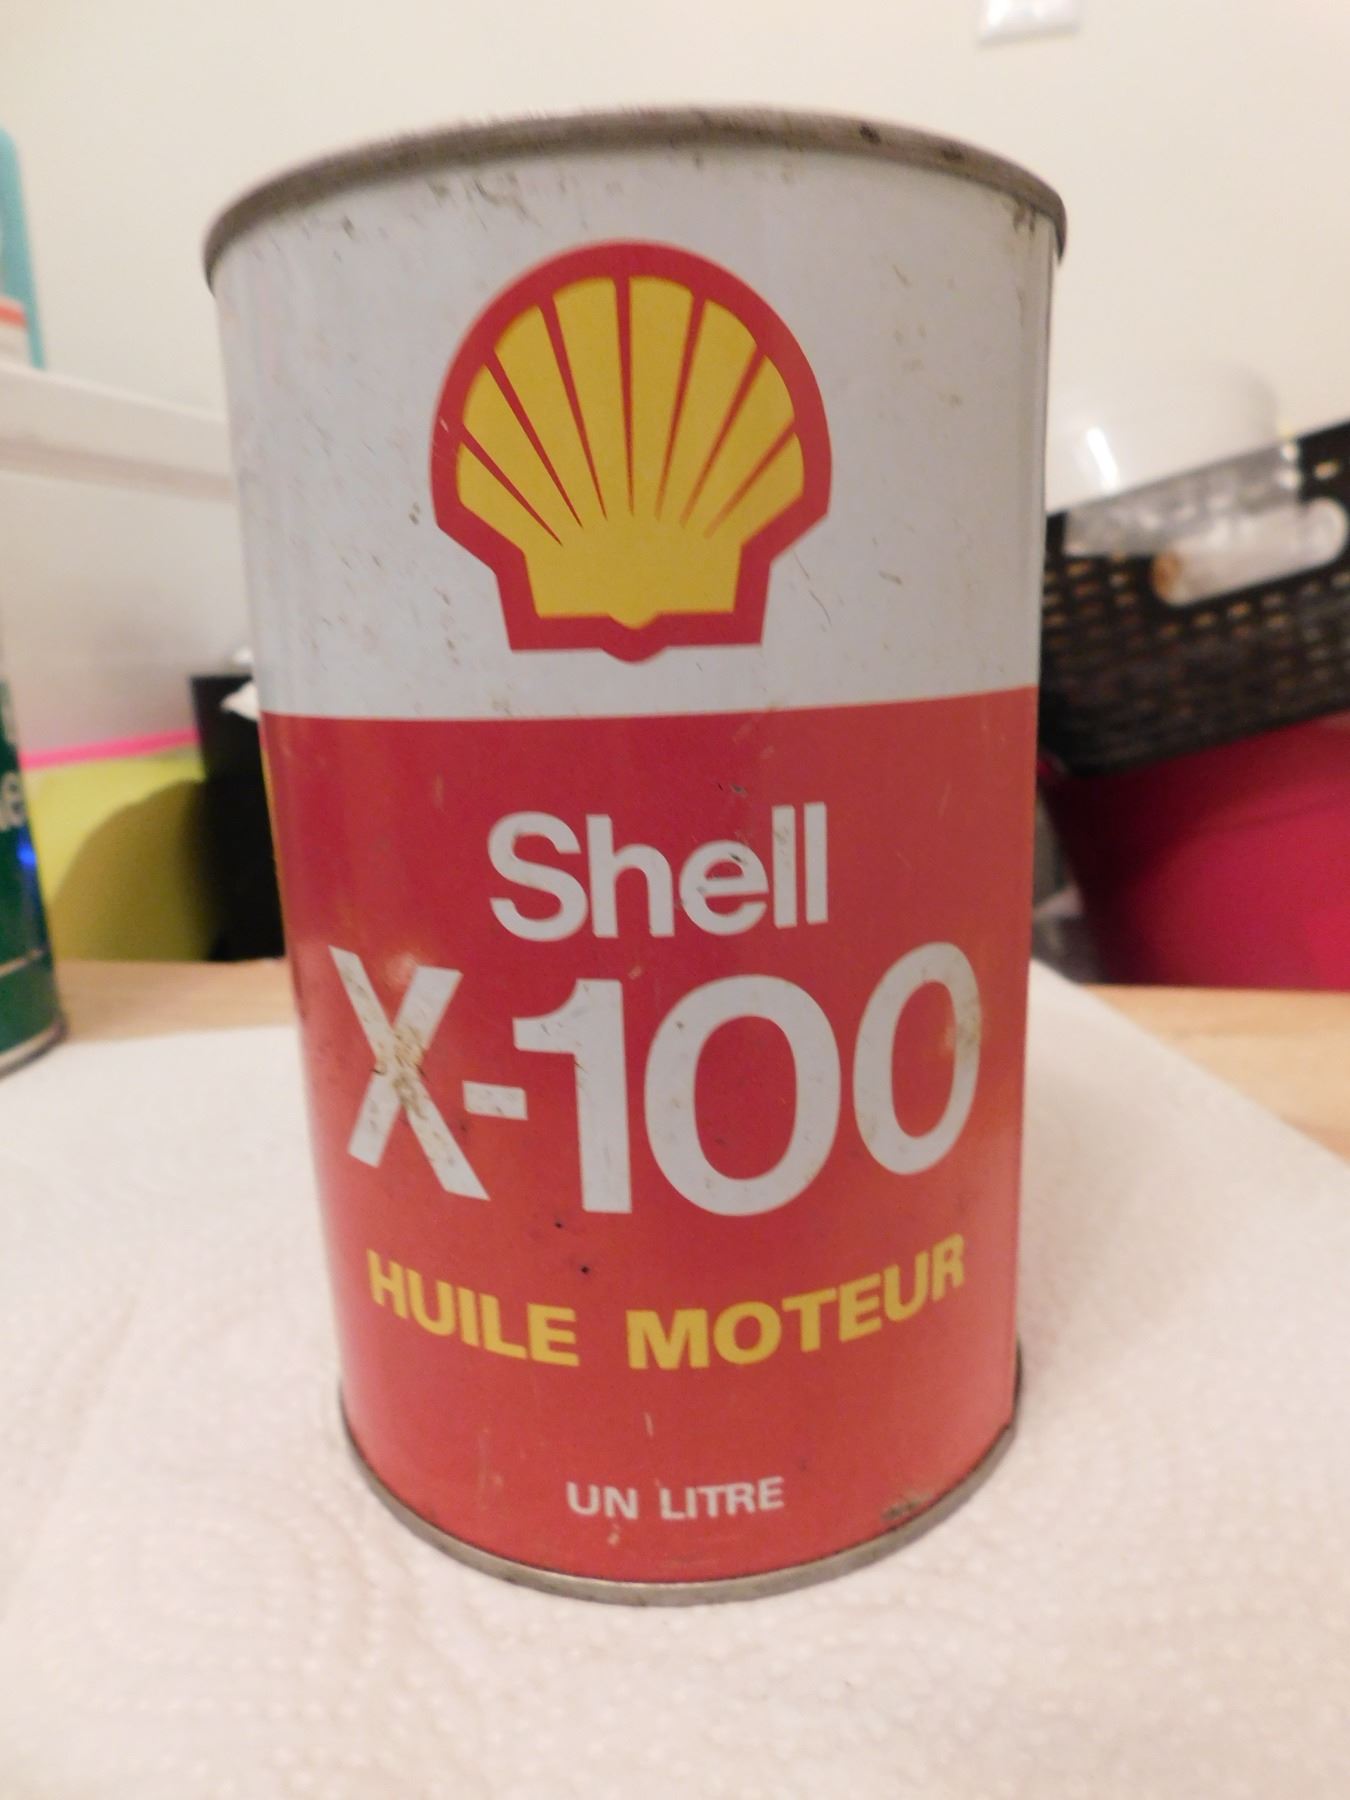 Shell
X-100
HUILE MOTEUR
UN LITRE